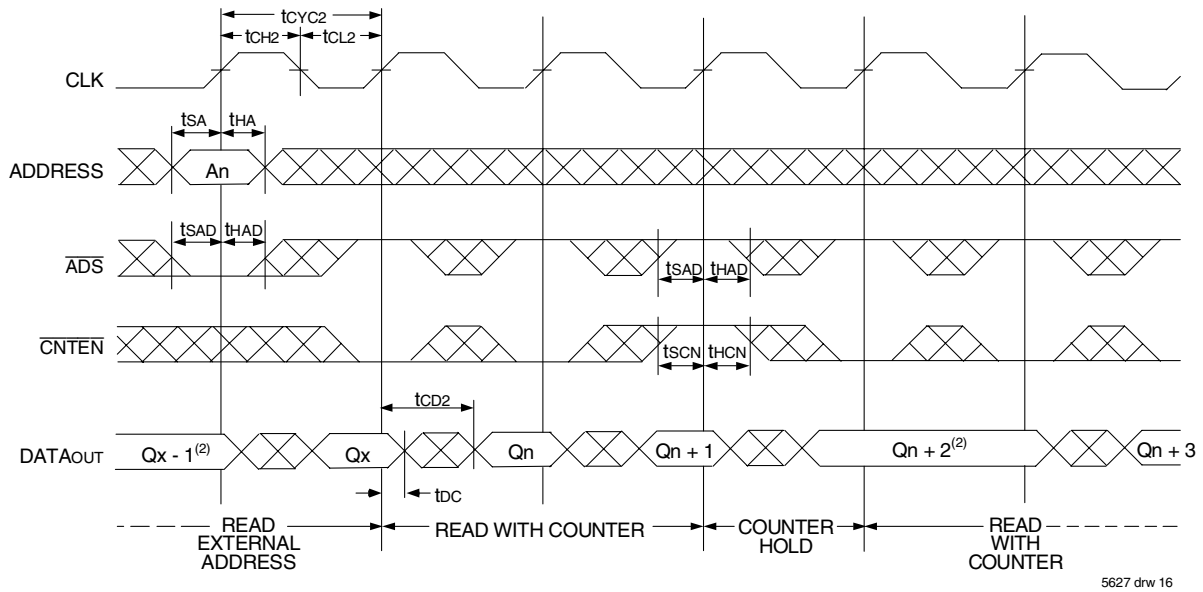 tCYC2
tCH2 tCL2
CLK
tSA tHA
ADDRESS An
tSAD tHAD
ADS
tSAD tHAD
CNTEN
tSCN tHCN
tCD2
DATAOUT Qx - 1(2) Qx Qn Qn + 1 Qn + 2(2) Qn + 3
tDC
READ EXTERNAL ADDRESS
READ WITH COUNTER
COUNTER HOLD
READ WITH COUNTER
5627 drw 16